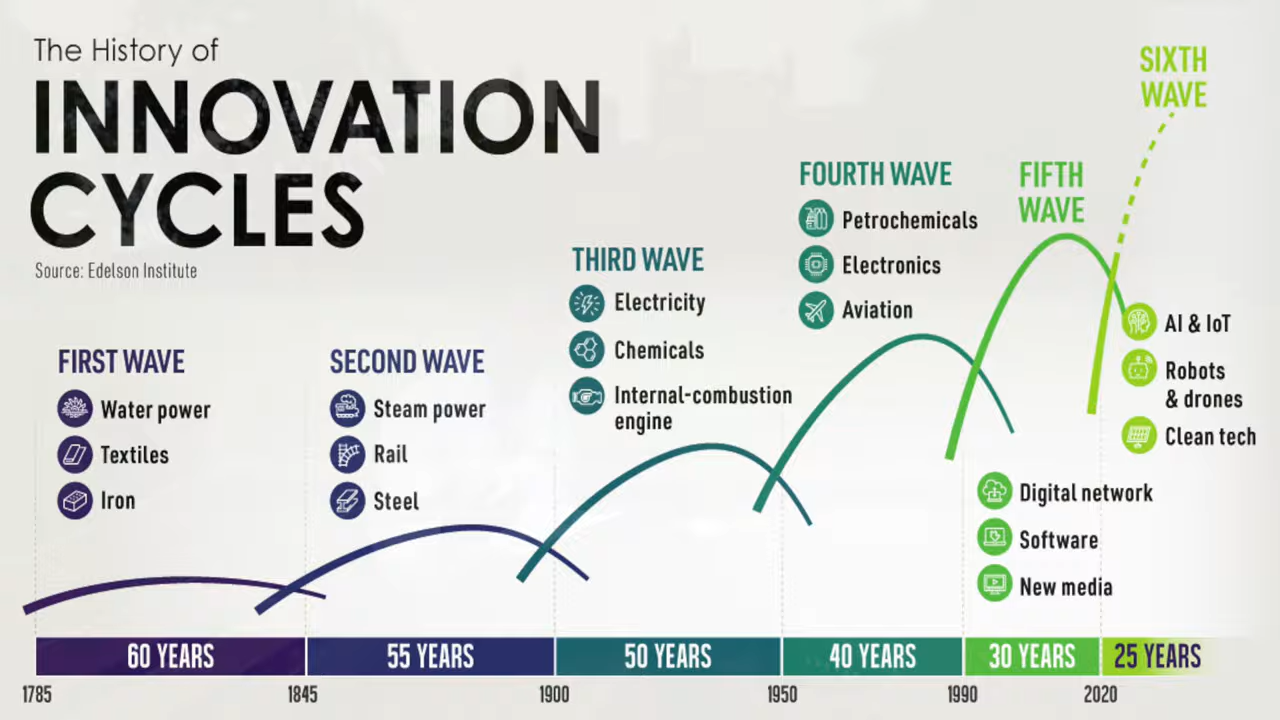 The History of
INNOVATION
CYCLES
Source: Edelson Institute
FIRST WAVE
Water power
Textiles
Iron
SECOND WAVE
Steam power
Rail
Steel
THIRD WAVE
Electricity
Chemicals
Internal-combustion
engine
FOURTH WAVE
Petrochemicals
Electronics
Aviation
FIFTH
WAVE
Digital network
Software
New media
SIXTH
WAVE
AI & IoT
Robots
& drones
Clean tech
60 YEARS
55 YEARS
50 YEARS
40 YEARS
30 YEARS
25 YEARS
1785
1845
1900
1950
1990
2020